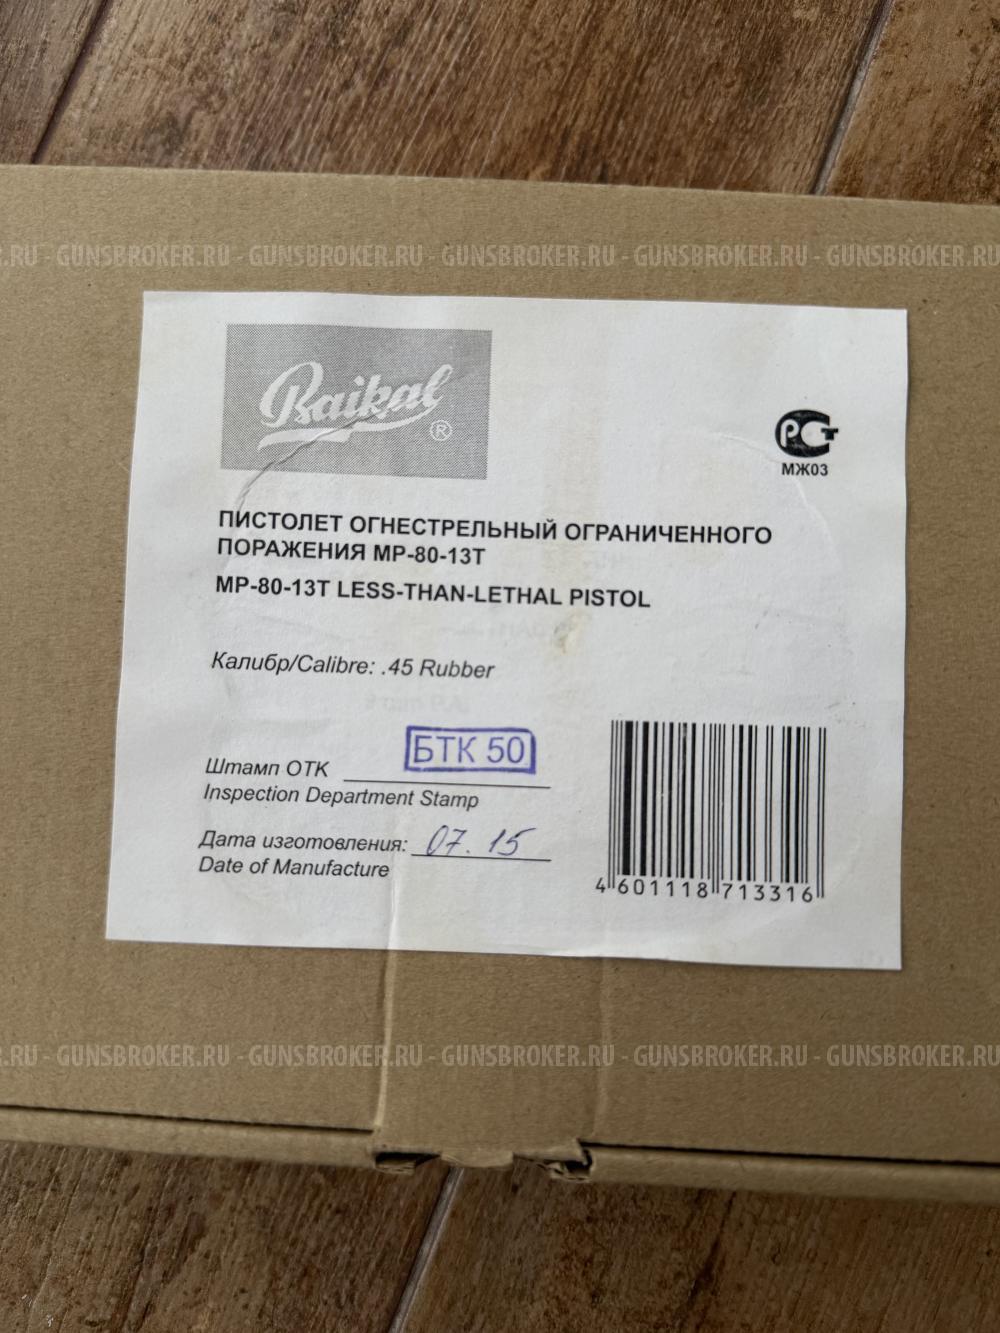 .RU - GUNSBROKER.RU - GUNSBROKER.RU - GUNSBROKER.RU - GUNSBROKER.RU - GUNSBROKER.RU
Baikal
®
РСТ
МЖ03
ПИСТОЛЕТ ОГНЕСТРЕЛЬНЫЙ ОГРАНИЧЕННОГО
ПОРАЖЕНИЯ МР-80-13Т
MP-80-13T LESS-THAN-LETHAL PISTOL
Калибр/Calibre: .45 Rubber
БТК 50
Штамп ОТК
Inspection Department Stamp
Дата изготовления: 07. 15
Date of Manufacture
4 601118 713316
.RU - GUNSBROKER.RU - GUNSBROKER.RU - GUNSBROKER.RU - GUNSBROKER.RU - GUNSBROKER.RU